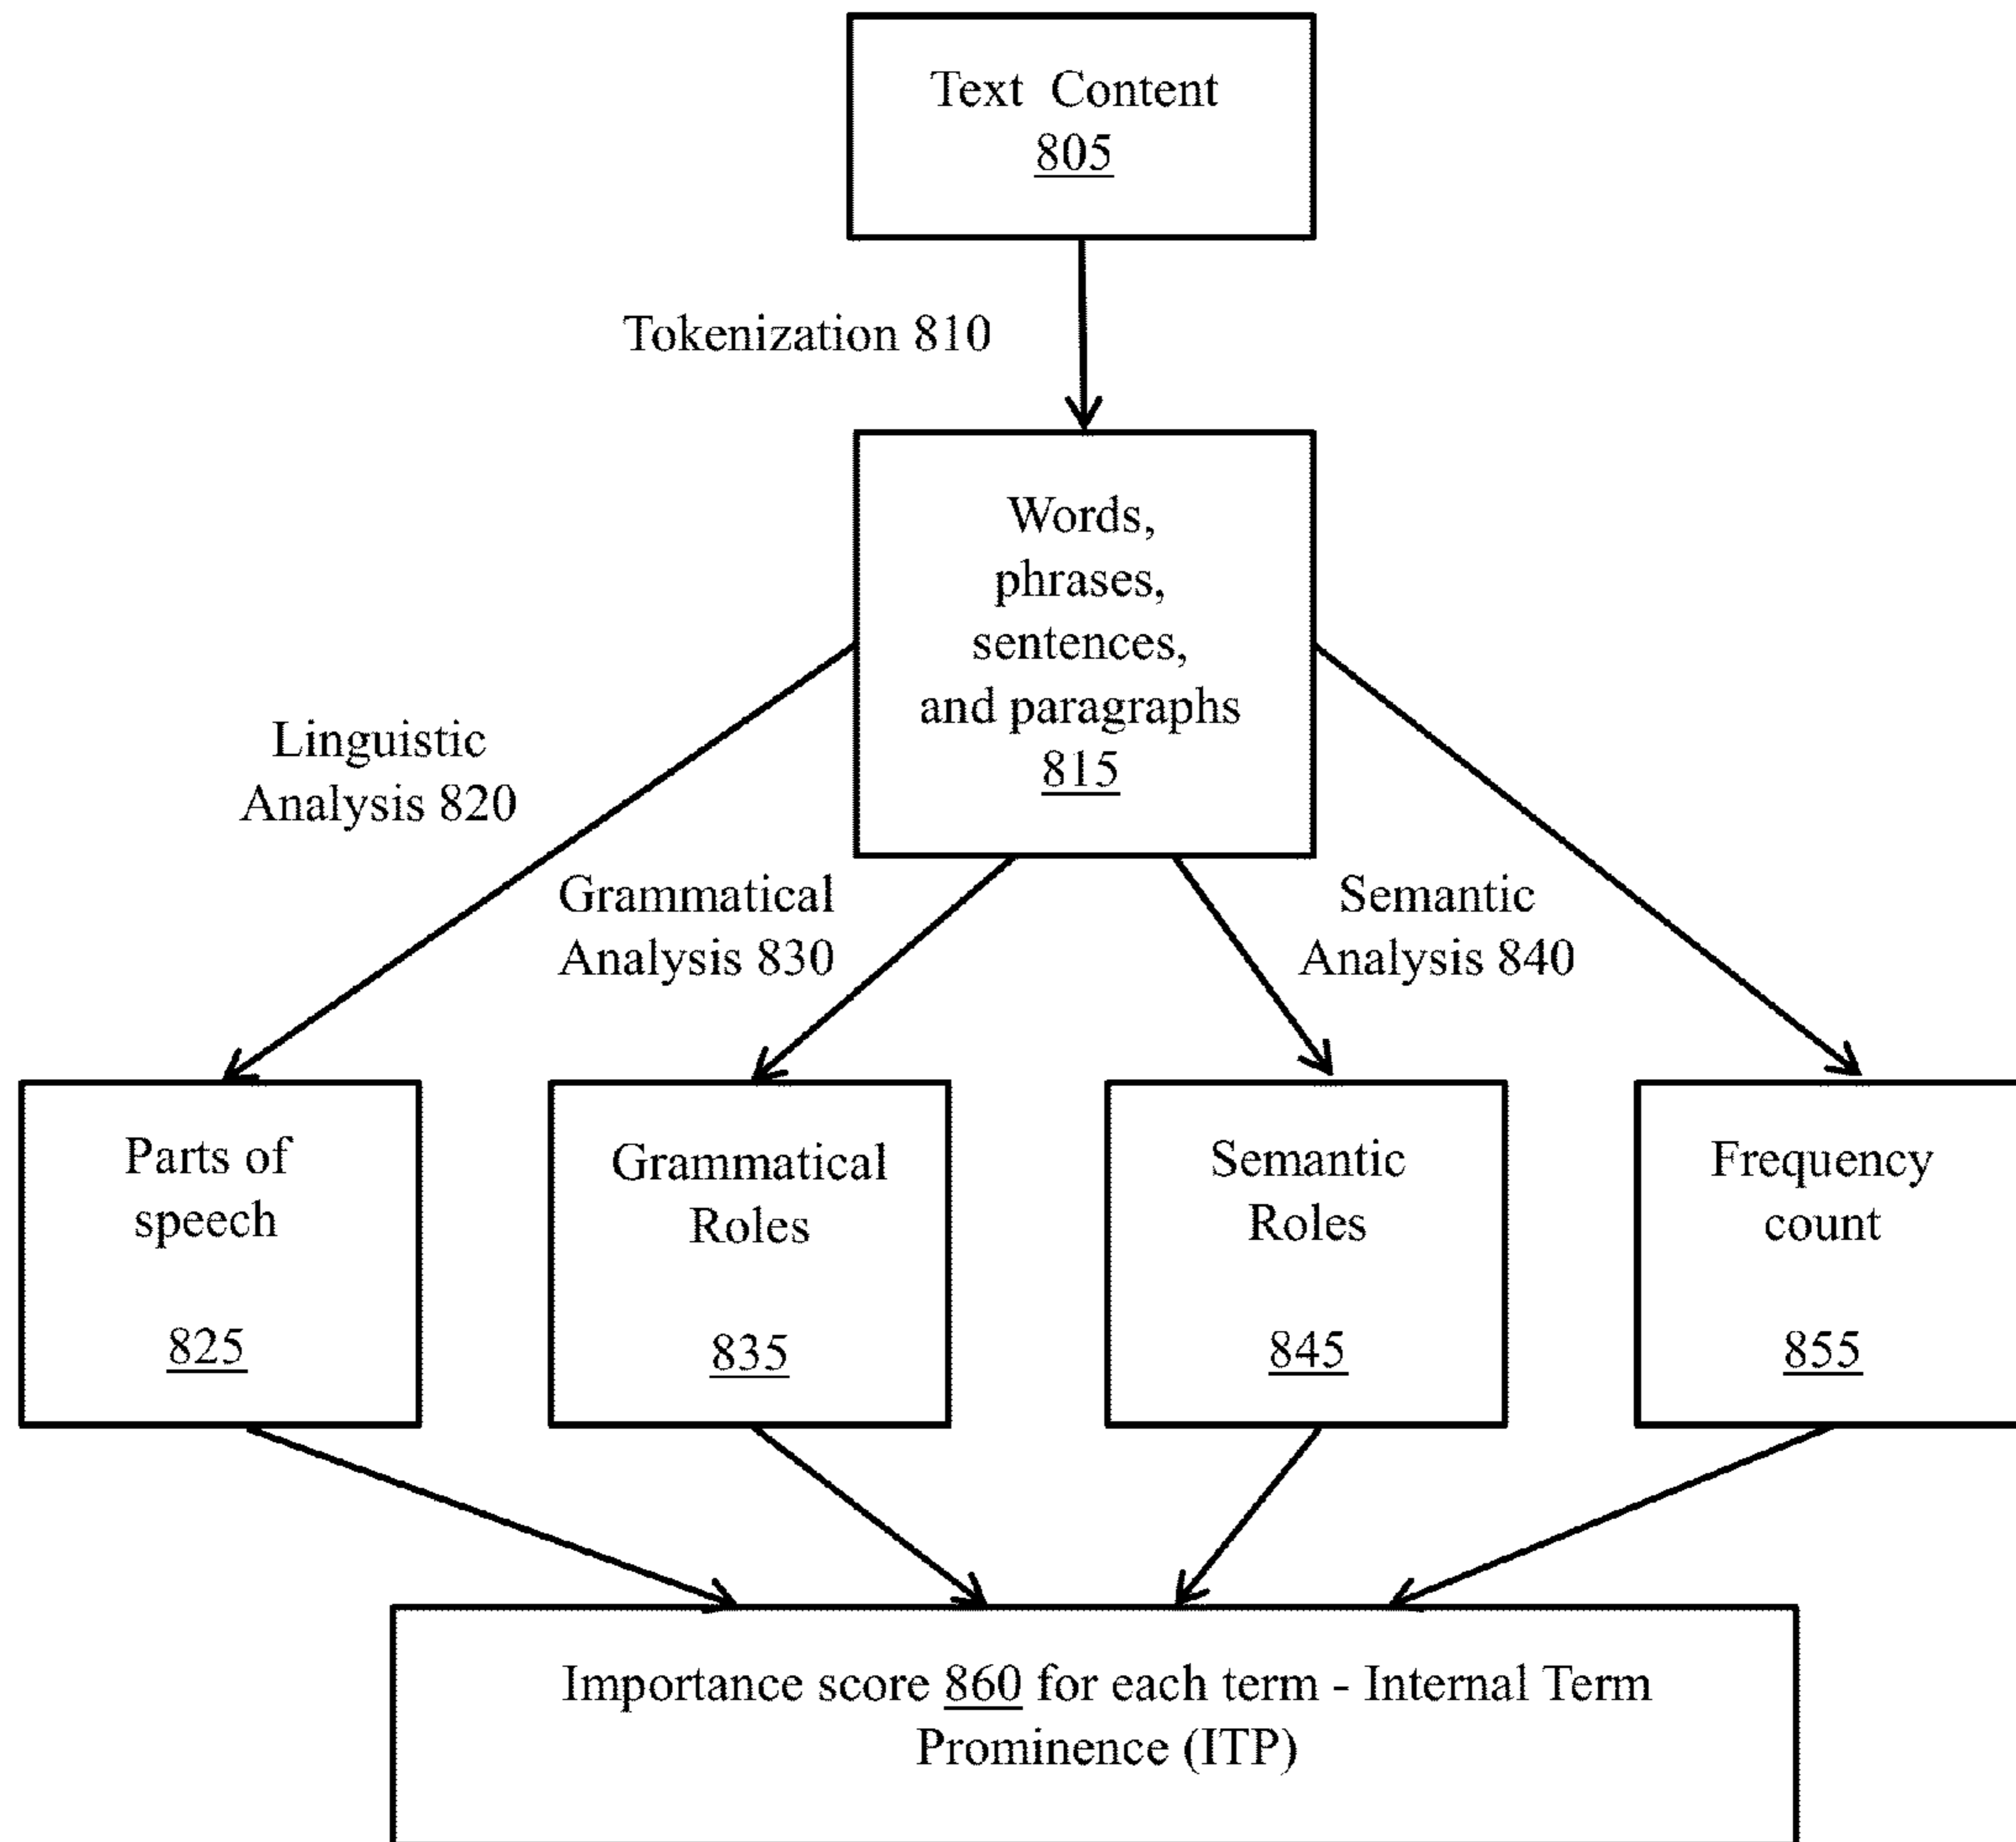 Text Content
805
Tokenization 810
Words,
phrases,
sentences,
and paragraphs
815
Linguistic
Analysis 820
Grammatical
Analysis 830
Semantic
Analysis 840
Parts of
speech
825
Grammatical
Roles
835
Semantic
Roles
845
Frequency
count
855
Importance score 860 for each term - Internal Term
Prominence (ITP)